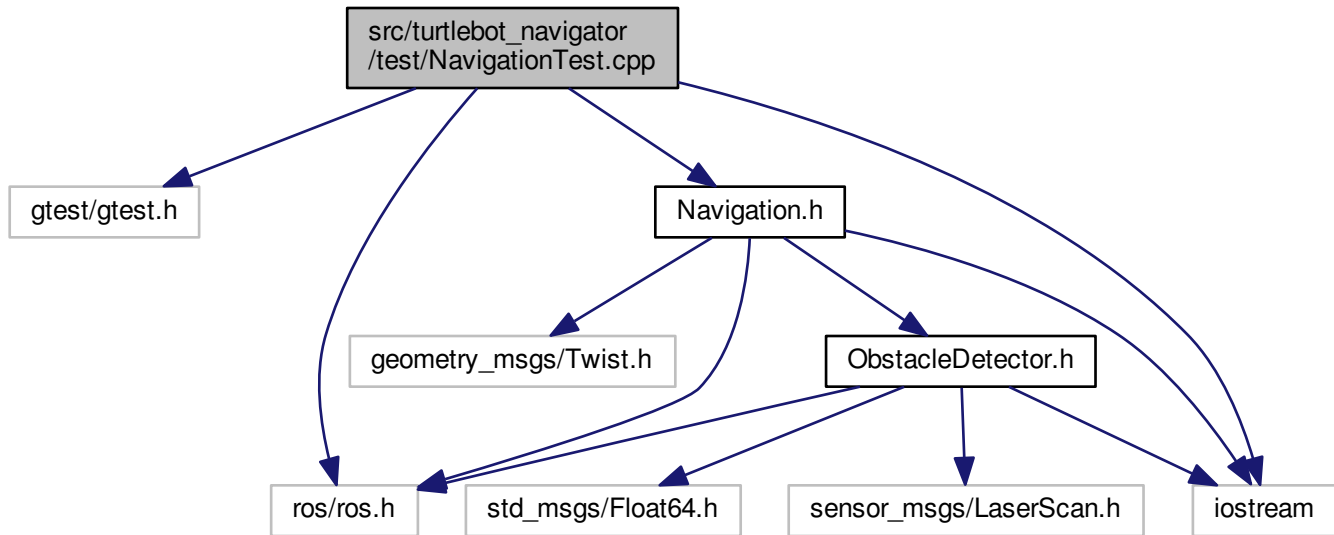 src/turtlebot_navigator
/test/NavigationTest.cpp
gtest/gtest.h
Navigation.h
geometry_msgs/Twist.h
ObstacleDetector.h
ros/ros.h
std_msgs/Float64.h
sensor_msgs/LaserScan.h
iostream